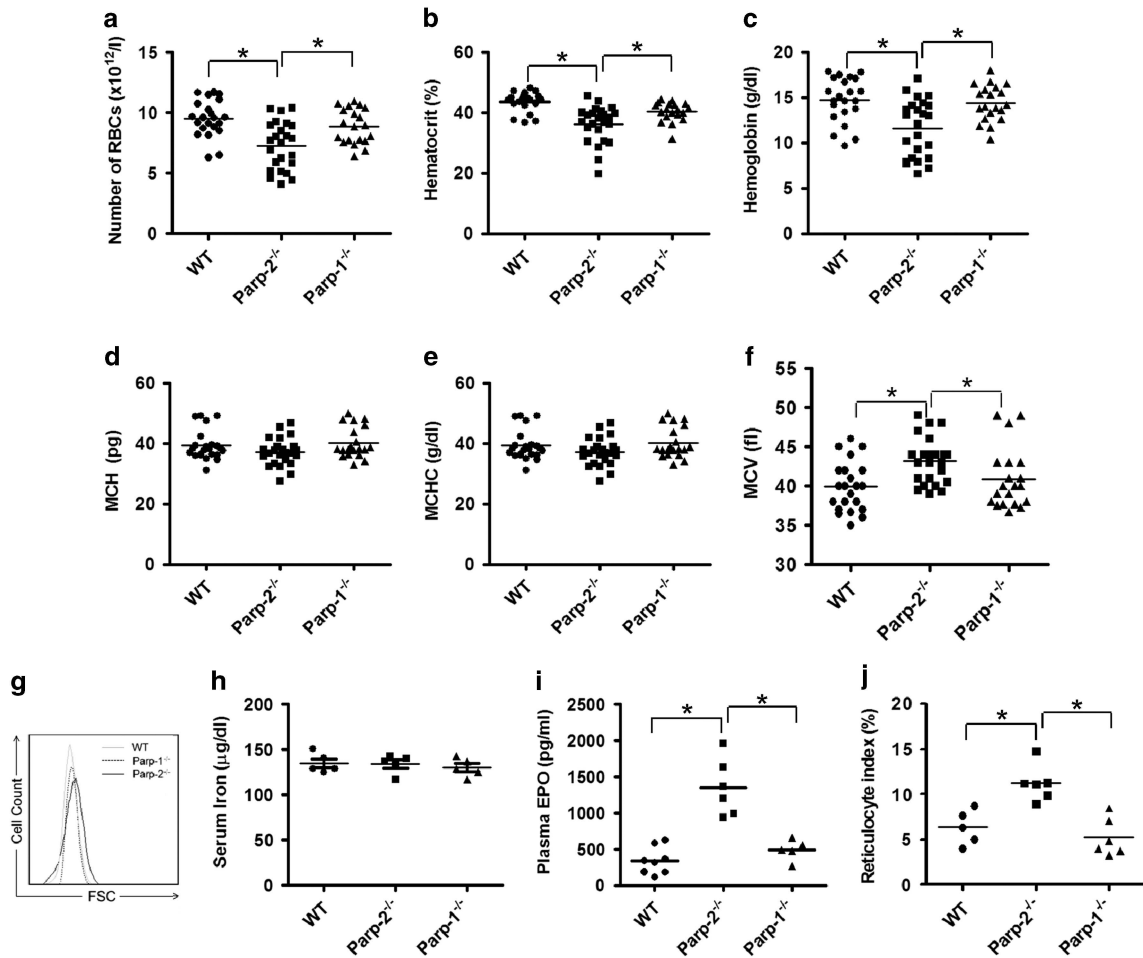 a
Number of RBCs (x10¹²/l)
15
10
5
0
*
*
WT
Parp-2⁻/⁻
Parp-1⁻/⁻
b
Hematocrit (%)
60
40
20
0
*
*
WT
Parp-2⁻/⁻
Parp-1⁻/⁻
c
Hemoglobin (g/dl)
20
15
10
5
0
*
*
WT
Parp-2⁻/⁻
Parp-1⁻/⁻
d
MCH (pg)
60
40
20
0
WT
Parp-2⁻/⁻
Parp-1⁻/⁻
e
MCHC (g/dl)
60
40
20
0
WT
Parp-2⁻/⁻
Parp-1⁻/⁻
f
MCV (fl)
55
50
45
40
35
30
*
*
WT
Parp-2⁻/⁻
Parp-1⁻/⁻
g
Cell Count
WT
Parp-1⁻/⁻
Parp-2⁻/⁻
FSC
h
Serum Iron (µg/dl)
200
150
100
50
0
WT
Parp-2⁻/⁻
Parp-1⁻/⁻
i
Plasma EPO (pg/ml)
2500
2000
1500
1000
500
0
*
*
WT
Parp-2⁻/⁻
Parp-1⁻/⁻
j
Reticulocyte index (%)
20
15
10
5
0
*
*
WT
Parp-2⁻/⁻
Parp-1⁻/⁻